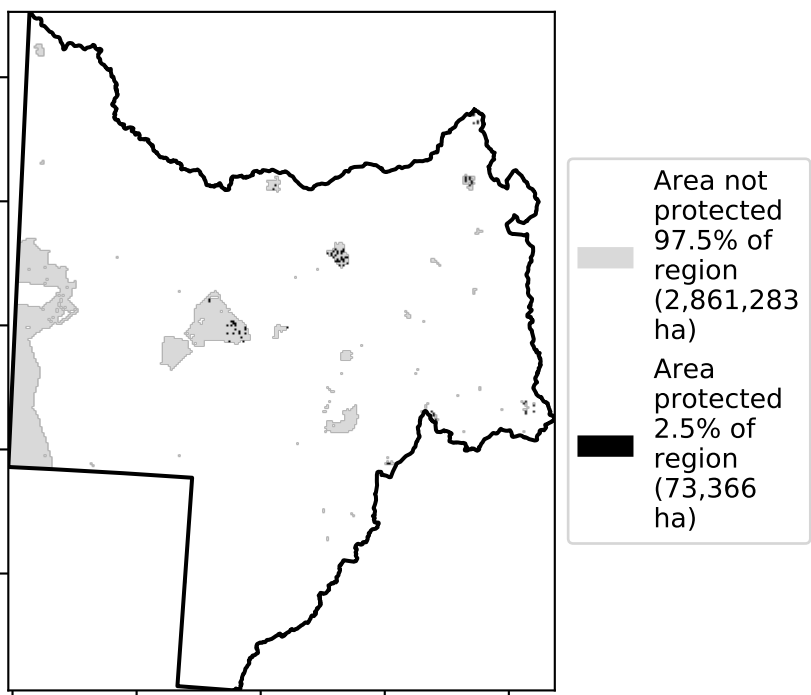 Area not
protected
97.5% of
region
(2,861,283
ha)
Area
protected
2.5% of
region
(73,366
ha)